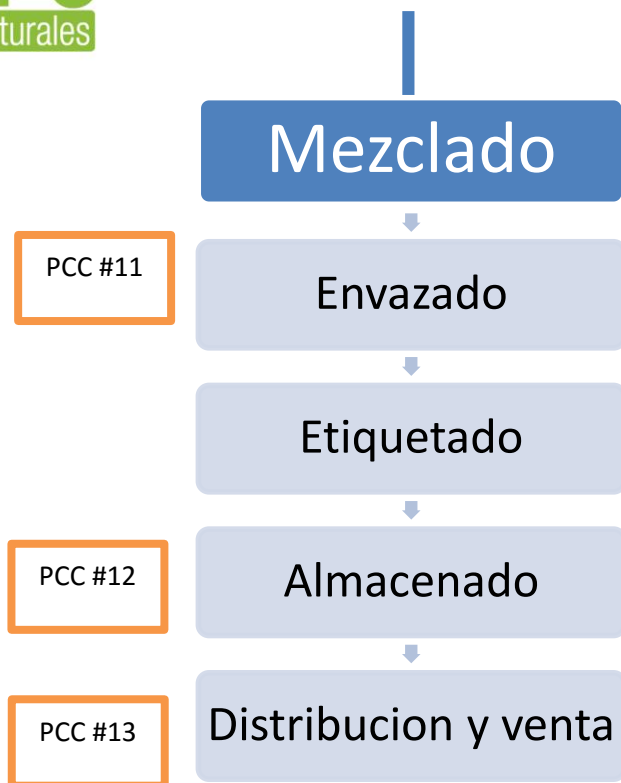 turales
Mezclado
PCC #11
Envazado
Etiquetado
PCC #12
Almacenado
PCC #13
Distribucion y venta